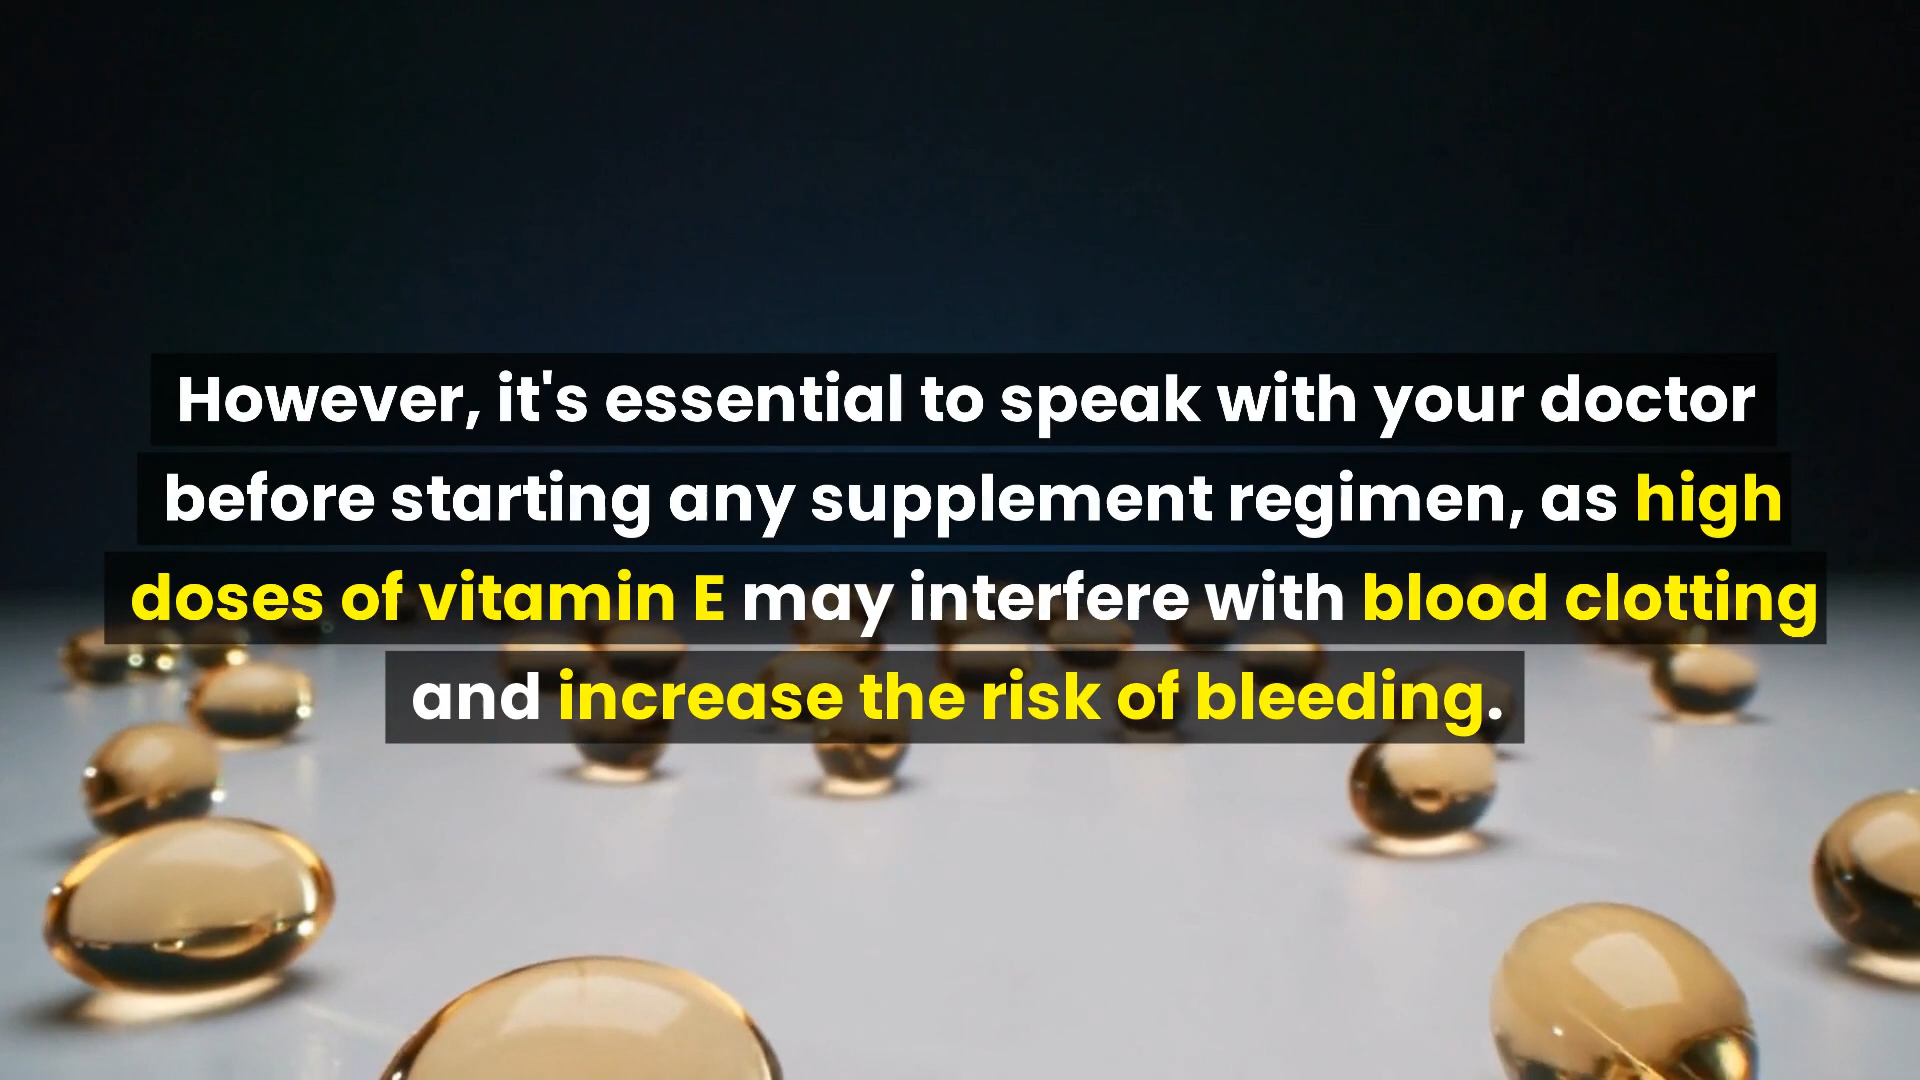 However, it's essential to speak with your doctor
before starting any supplement regimen, as high
doses of vitamin E may interfere with blood clotting
and increase the risk of bleeding.